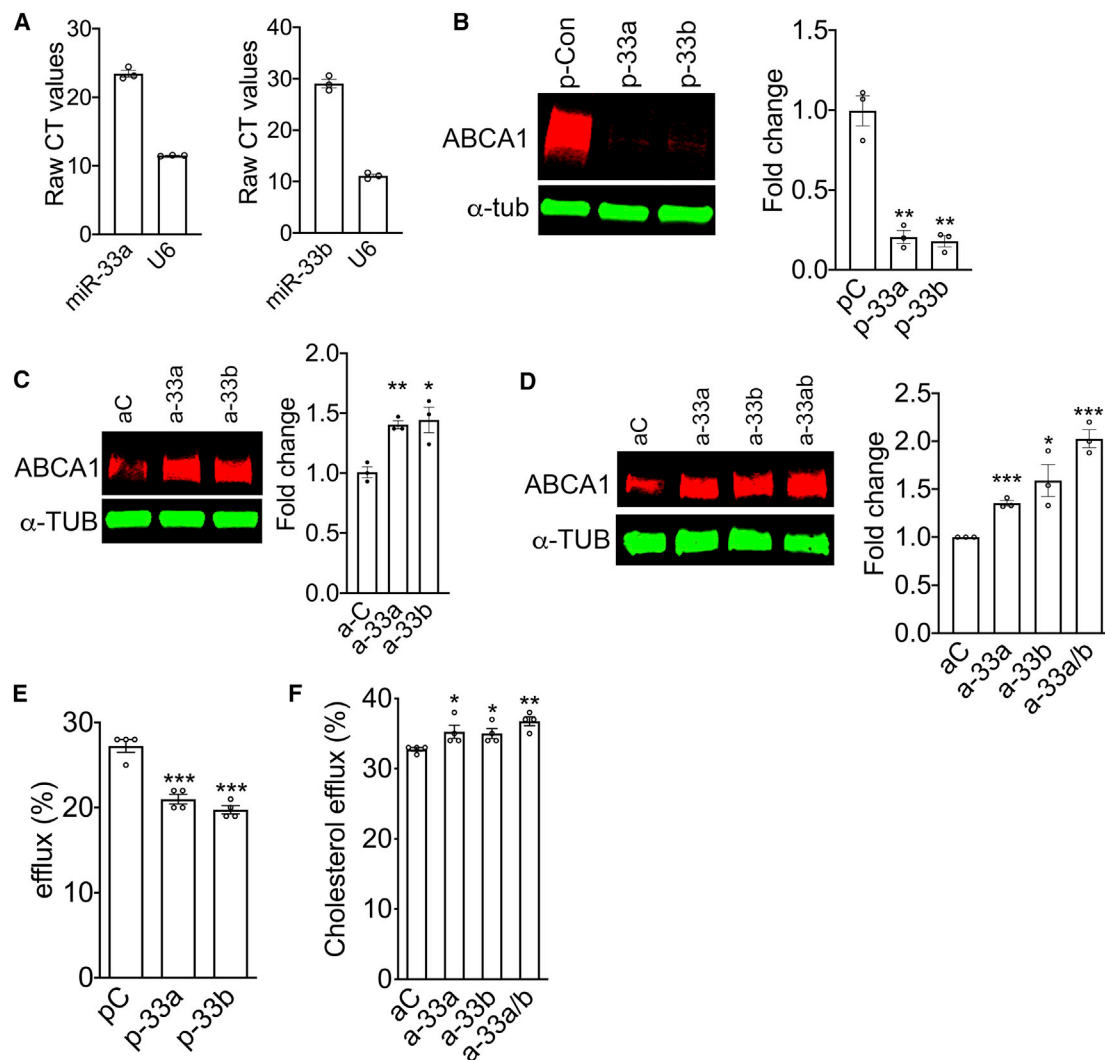 A
Raw CT values
30
20
10
0
miR-33a
U6
Raw CT values
40
30
20
10
0
miR-33b
U6
B
p-Con
p-33a
p-33b
ABCA1
α-tub
Fold change
1.5
1.0
0.5
0.0
**
**
pC
p-33a
p-33b
C
aC
a-33a
a-33b
ABCA1
α-TUB
Fold change
2.0
1.5
1.0
0.5
0.0
**
*
a-C
a-33a
a-33b
D
aC
a-33a
a-33b
a-33ab
ABCA1
α-TUB
Fold change
2.5
2.0
1.5
1.0
0.5
0.0
***
*
***
aC
a-33a
a-33b
a-33a/b
E
efflux (%)
30
20
10
0
***
***
pC
p-33a
p-33b
F
Cholesterol efflux (%)
40
30
20
10
0
*
*
**
aC
a-33a
a-33b
a-33a/b